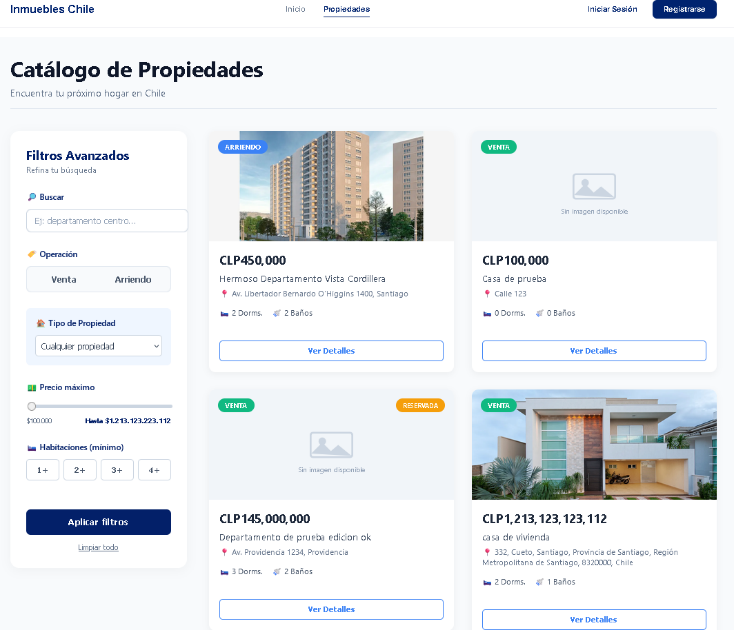 Inmuebles Chile
Inicio
Propiedades
Iniciar Sesión
Registrarse
Catálogo de Propiedades
Encuentra tu próximo hogar en Chile
Filtros Avanzados
Refina tu búsqueda
Buscar
Ej: departamento centro...
Operación
Venta
Arriendo
Tipo de Propiedad
Cualquier propiedad
Precio máximo
$100.000
Hasta $1.213.123.223.112
Habitaciones (mínimo)
1+
2+
3+
4+
Aplicar filtros
Limpiar todo
ARRIENDO
CLP450,000
Hermoso Departamento Vista Cordillera
Av. Libertador Bernardo O'Higgins 1400, Santiago
2 Dorms.
2 Baños
Ver Detalles
VENTA
Sin imagen disponible
CLP100,000
Casa de prueba
Calle 123
0 Dorms.
0 Baños
Ver Detalles
VENTA
RESERVADA
Sin imagen disponible
CLP145,000,000
Departamento de prueba edicion ok
Av. Providencia 1234, Providencia
3 Dorms.
2 Baños
Ver Detalles
VENTA
CLP1,213,123,123,112
casa de vivienda
332, Cueto, Santiago, Provincia de Santiago, Región
Metropolitana de Santiago, 8320000, Chile
2 Dorms.
1 Baños
Ver Detalles